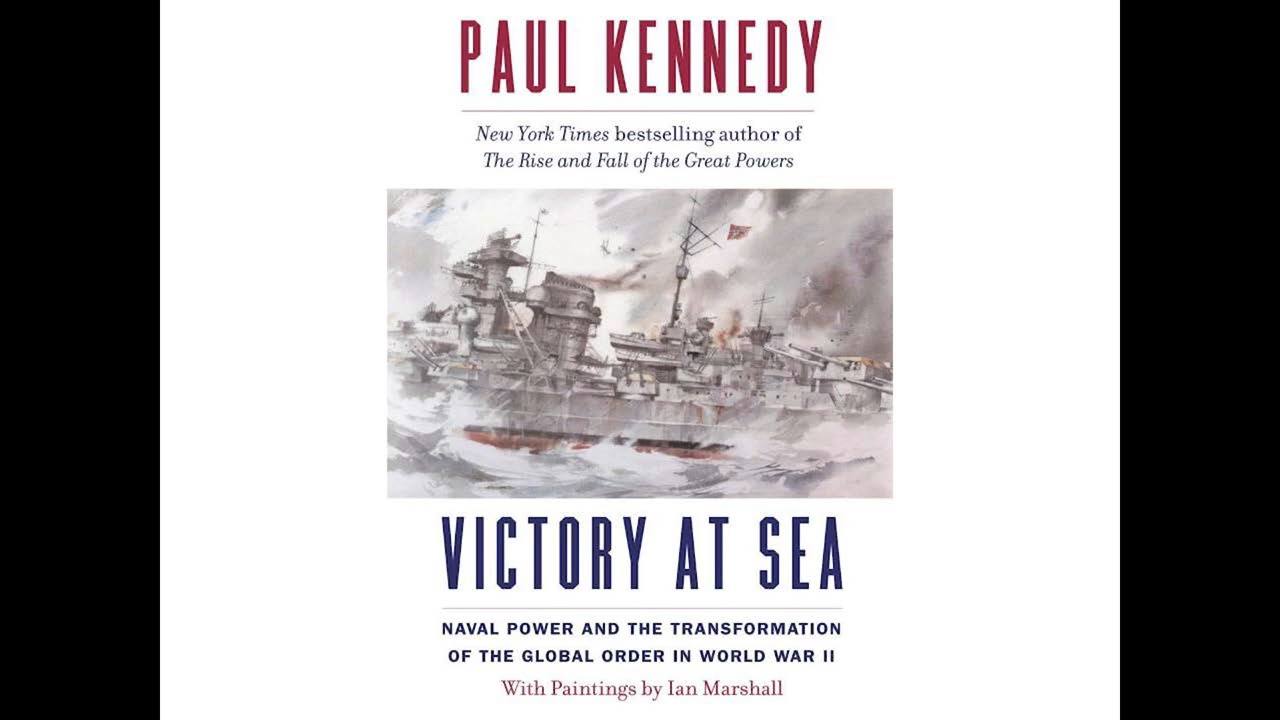 PAUL KENNEDY
New York Times bestselling author of
The Rise and Fall of the Great Powers
VICTORY AT SEA
NAVAL POWER AND THE TRANSFORMATION
OF THE GLOBAL ORDER IN WORLD WAR II
With Paintings by Ian Marshall